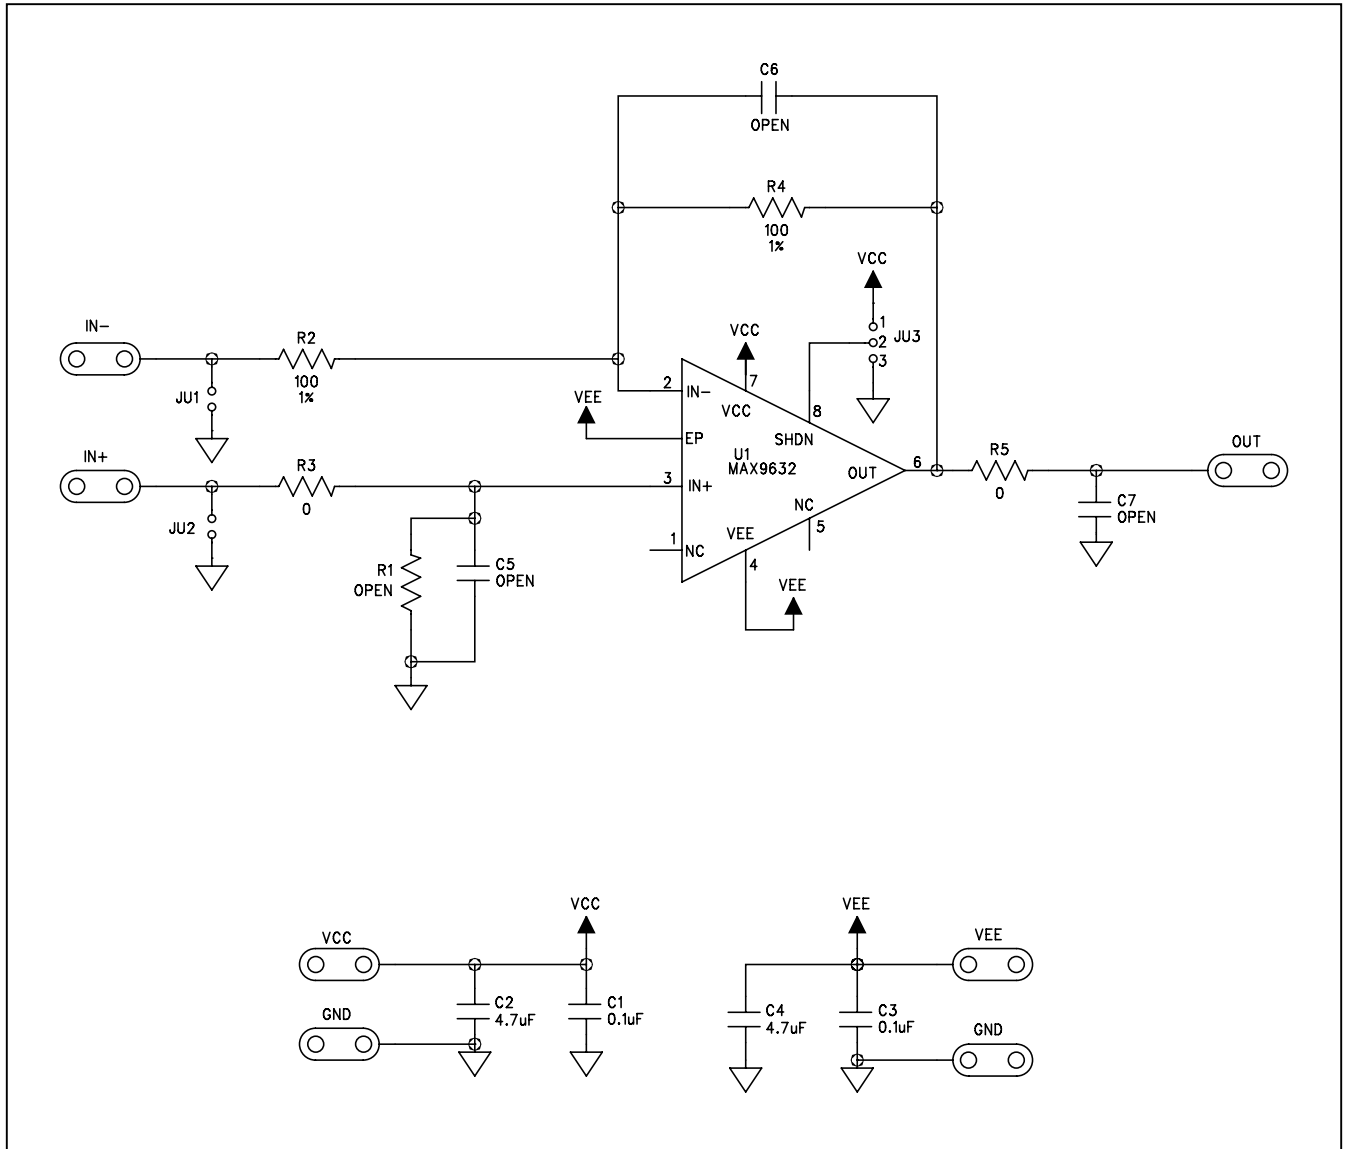 C6
OPEN
R4
100
1%
VCC
1
2
3
JU3
IN-
R2
100
1%
JU1
VCC
7
2
IN-
VCC
8
SHDN
VEE
EP
U1
MAX9632
OUT
6
R5
0
OUT
IN+
R3
0
JU2
3
IN+
NC
5
C7
OPEN
1
NC
VEE
4
VEE
R1
OPEN
C5
OPEN
VCC
VCC
C2
4.7uF
C1
0.1uF
GND
VEE
VEE
C4
4.7uF
C3
0.1uF
GND